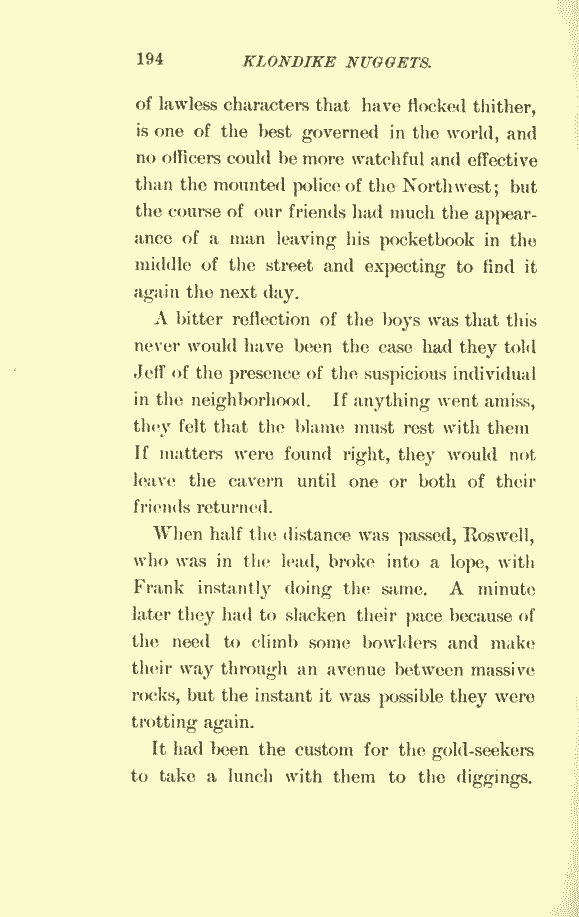 194 KLONDIKE NUGGETS.
of lawless characters that have flocked thither,
is one of the best governed in the world, and
no officers could be more watchful and effective
than the mounted police of the Northwest; but
the course of our friends had much the appear-
ance of a man leaving his pocketbook in the
middle of the street and expecting to find it
again the next day.
A bitter reflection of the boys was that this
never would have been the case had they told
Jeff of the presence of the suspicious individual
in the neighborhood. If anything went amiss,
they felt that the blame must rest with them
If matters were found right, they would not
leave the cavern until one or both of their
friends returned.
When half the distance was passed, Roswell,
who was in the lead, broke into a lope, with
Frank instantly doing the same. A minute
later they had to slacken their pace because of
the need to climb some bowlders and make
their way through an avenue between massive
rocks, but the instant it was possible they were
trotting again.
It had been the custom for the gold-seekers
to take a lunch with them to the diggings.